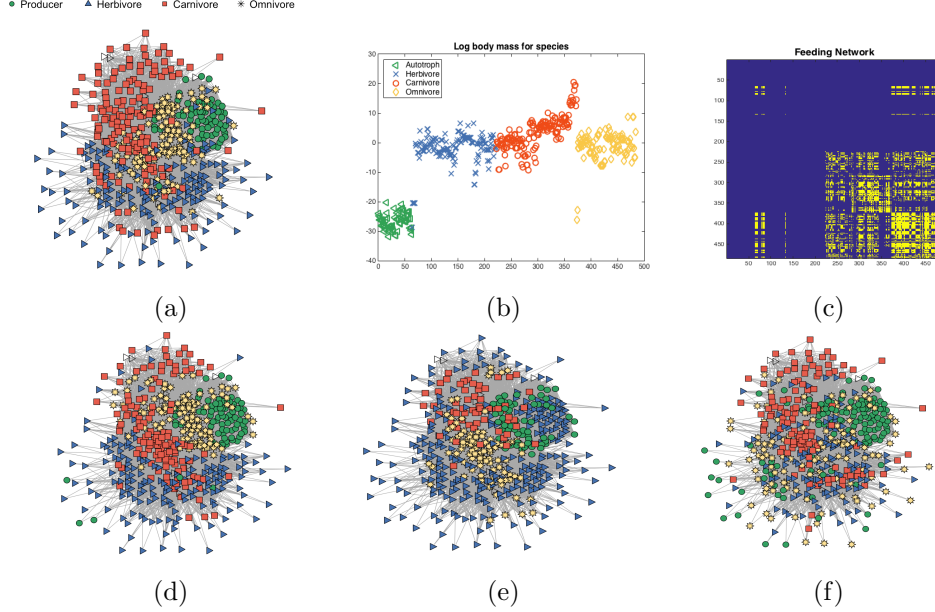 Producer Herbivore Carnivore Omnivore
Log body mass for species
30
20
10
0
-10
-20
-30
-40
0 50 100 150 200 250 300 350 400 450 500
Autotroph
Herbivore
Carnivore
Omnivore
Feeding Network
50
100
150
200
250
300
350
400
450
50 100 150 200 250 300 350 400 450
(a) (b) (c)
(d) (e) (f)